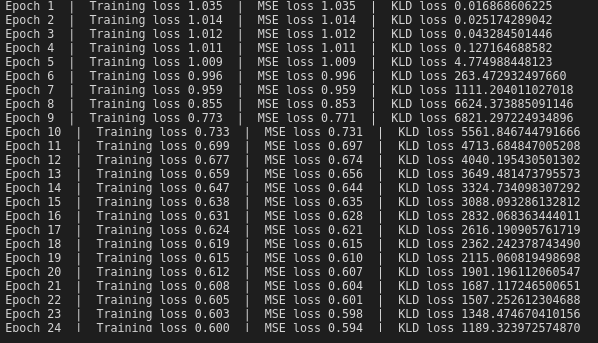 Epoch 1  |  Training loss 1.035  |  MSE loss 1.035  |  KLD loss 0.016868606225
Epoch 2  |  Training loss 1.014  |  MSE loss 1.014  |  KLD loss 0.025174289042
Epoch 3  |  Training loss 1.012  |  MSE loss 1.012  |  KLD loss 0.043284501446
Epoch 4  |  Training loss 1.011  |  MSE loss 1.011  |  KLD loss 0.127164688582
Epoch 5  |  Training loss 1.009  |  MSE loss 1.009  |  KLD loss 4.774988448123
Epoch 6  |  Training loss 0.996  |  MSE loss 0.996  |  KLD loss 263.472932497660
Epoch 7  |  Training loss 0.959  |  MSE loss 0.959  |  KLD loss 1111.204011027018
Epoch 8  |  Training loss 0.855  |  MSE loss 0.853  |  KLD loss 6624.373885091146
Epoch 9  |  Training loss 0.773  |  MSE loss 0.771  |  KLD loss 6821.297224934896
Epoch 10  |  Training loss 0.733  |  MSE loss 0.731  |  KLD loss 5561.846744791666
Epoch 11  |  Training loss 0.699  |  MSE loss 0.697  |  KLD loss 4713.684847005208
Epoch 12  |  Training loss 0.677  |  MSE loss 0.674  |  KLD loss 4040.195430501302
Epoch 13  |  Training loss 0.659  |  MSE loss 0.656  |  KLD loss 3649.481473795573
Epoch 14  |  Training loss 0.647  |  MSE loss 0.644  |  KLD loss 3324.734098307292
Epoch 15  |  Training loss 0.638  |  MSE loss 0.635  |  KLD loss 3088.093286132812
Epoch 16  |  Training loss 0.631  |  MSE loss 0.628  |  KLD loss 2832.068363444011
Epoch 17  |  Training loss 0.624  |  MSE loss 0.621  |  KLD loss 2616.190905761719
Epoch 18  |  Training loss 0.619  |  MSE loss 0.615  |  KLD loss 2362.242378743490
Epoch 19  |  Training loss 0.615  |  MSE loss 0.610  |  KLD loss 2115.060819498698
Epoch 20  |  Training loss 0.612  |  MSE loss 0.607  |  KLD loss 1901.196112060547
Epoch 21  |  Training loss 0.608  |  MSE loss 0.604  |  KLD loss 1687.117246500651
Epoch 22  |  Training loss 0.605  |  MSE loss 0.601  |  KLD loss 1507.252612304688
Epoch 23  |  Training loss 0.603  |  MSE loss 0.598  |  KLD loss 1348.474670410156
Epoch 24  |  Training loss 0.600  |  MSE loss 0.594  |  KLD loss 1189.323972574870